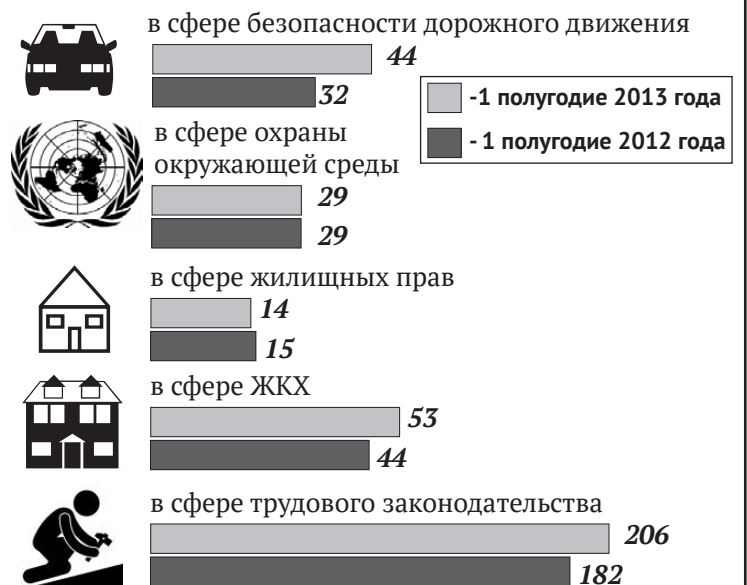 в сфере безопасности дорожного движения
44
32
-1 полугодие 2013 года
- 1 полугодие 2012 года
в сфере охраны
окружающей среды
29
29
в сфере жилищных прав
14
15
в сфере ЖКХ
53
44
в сфере трудового законодательства
206
182